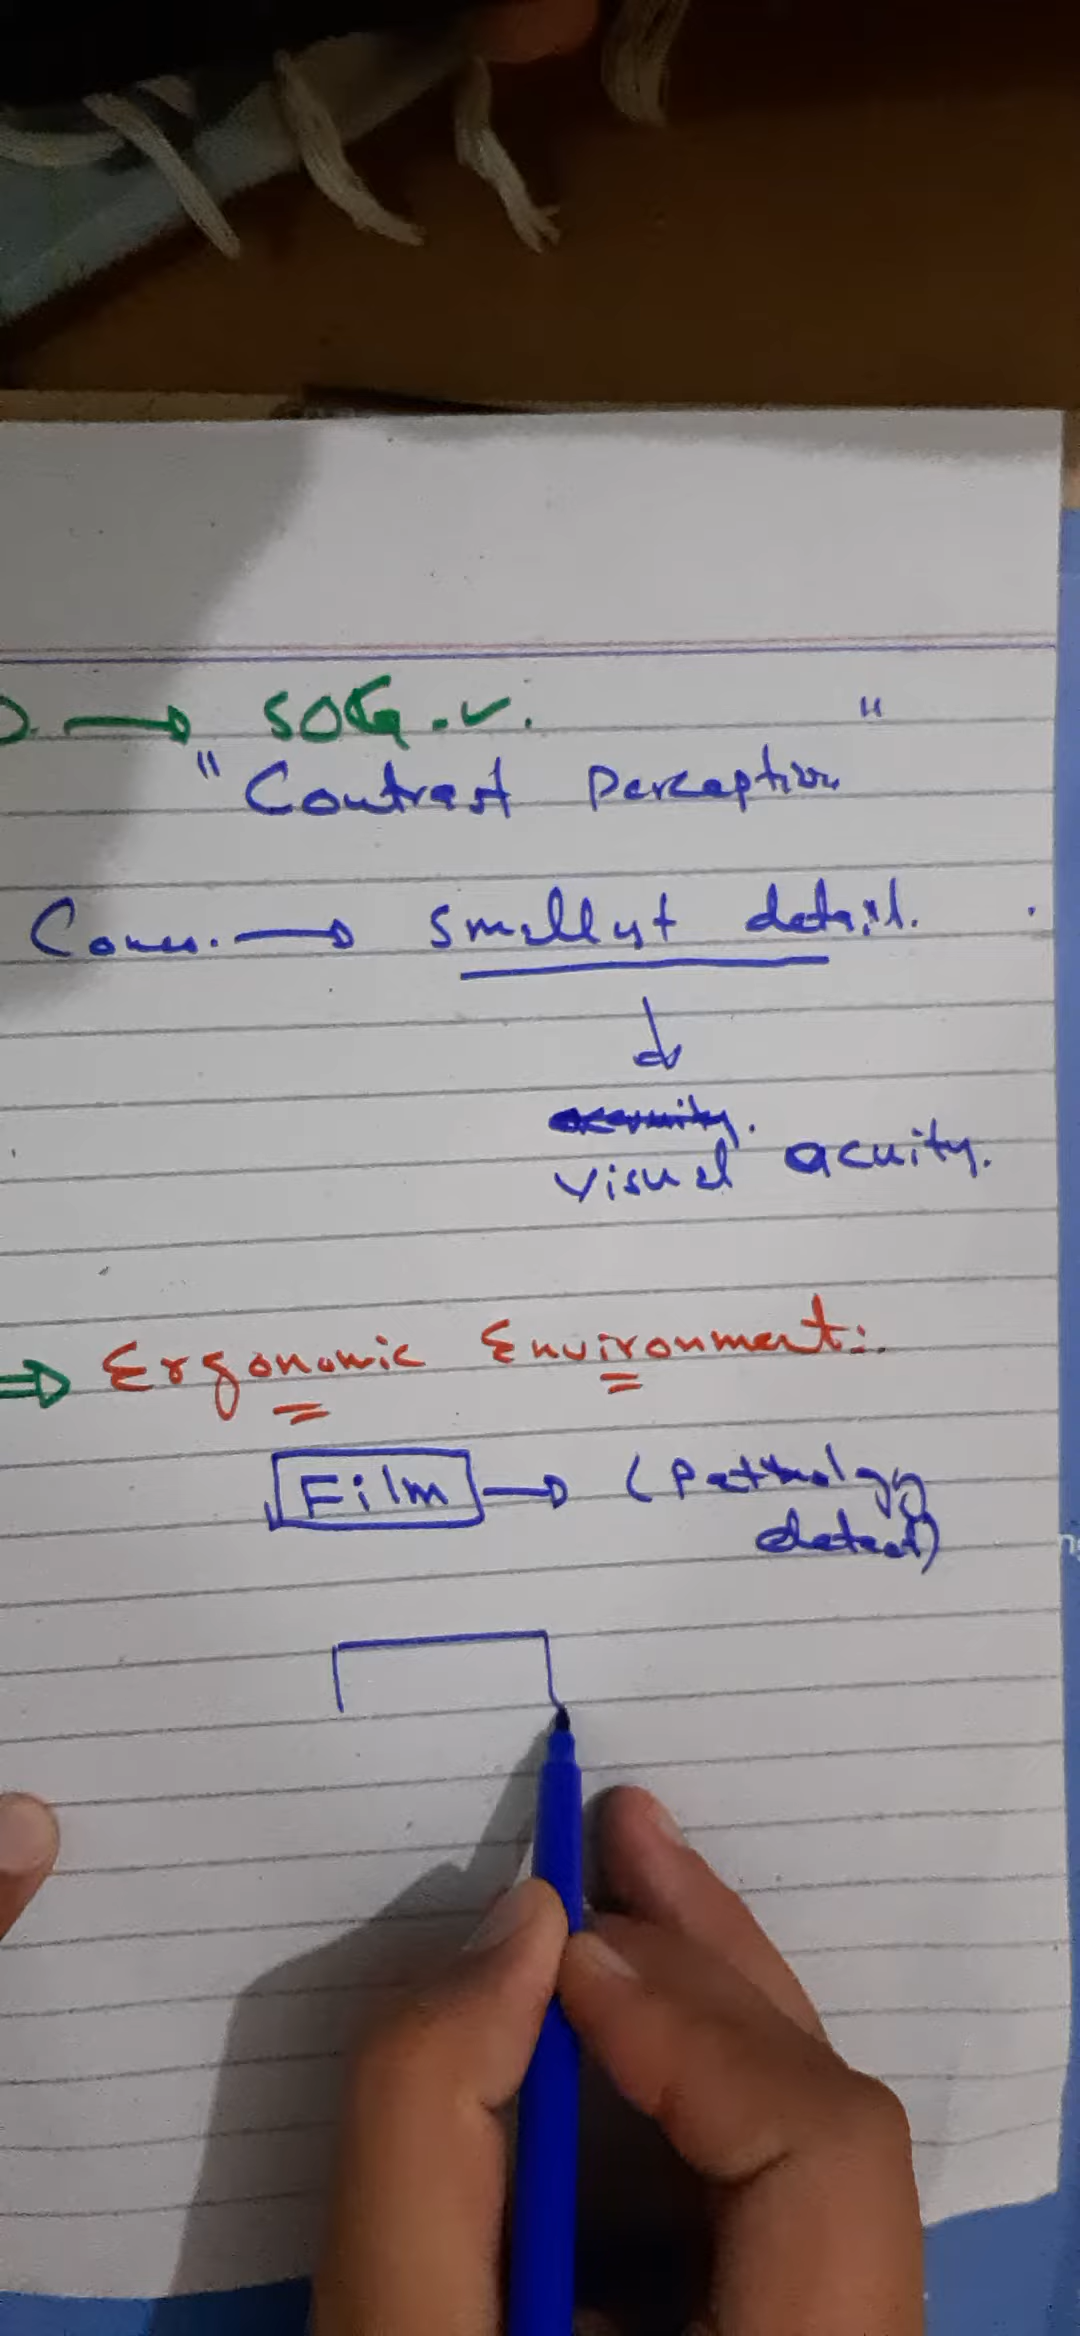 → SOG.v.
" Contrast Perception "
Cones. → Smallest detail.
↓
visual acuity.
⇒ Ergonomic Environment:.
Film → (Pathology
detect)